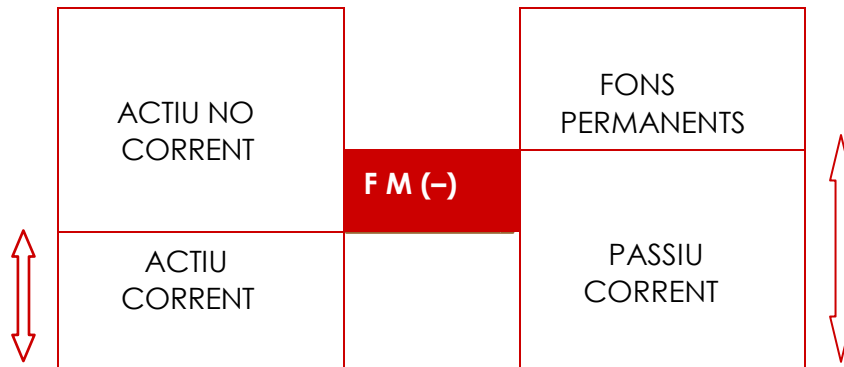 ACTIU NO
CORRENT
FONS
PERMANENTS
F M (–)
ACTIU
CORRENT
PASSIU
CORRENT